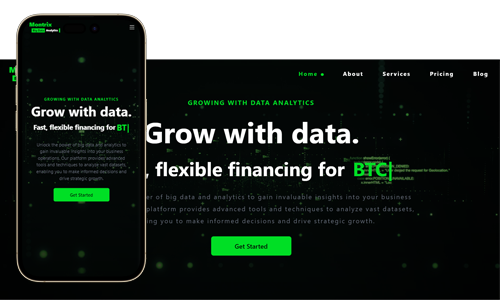 Montrix
Big Data Analytics |
GROWING WITH DATA ANALYTICS
Grow with data.
Fast, flexible financing for BT|
Unlock the power of big data and analytics to
gain invaluable insights into your business
operations. Our platform provides advanced
tools and techniques to analyze vast datasets,
enabling you to make informed decisions and
drive strategic growth.
Get Started
Home
About
Services
Pricing
Blog
GROWING WITH DATA ANALYTICS
Grow with data.
, flexible financing for BTC|
er of big data and analytics to gain invaluable insights into your business
platform provides advanced tools and techniques to analyze vast datasets,
ing you to make informed decisions and drive strategic growth.
Get Started